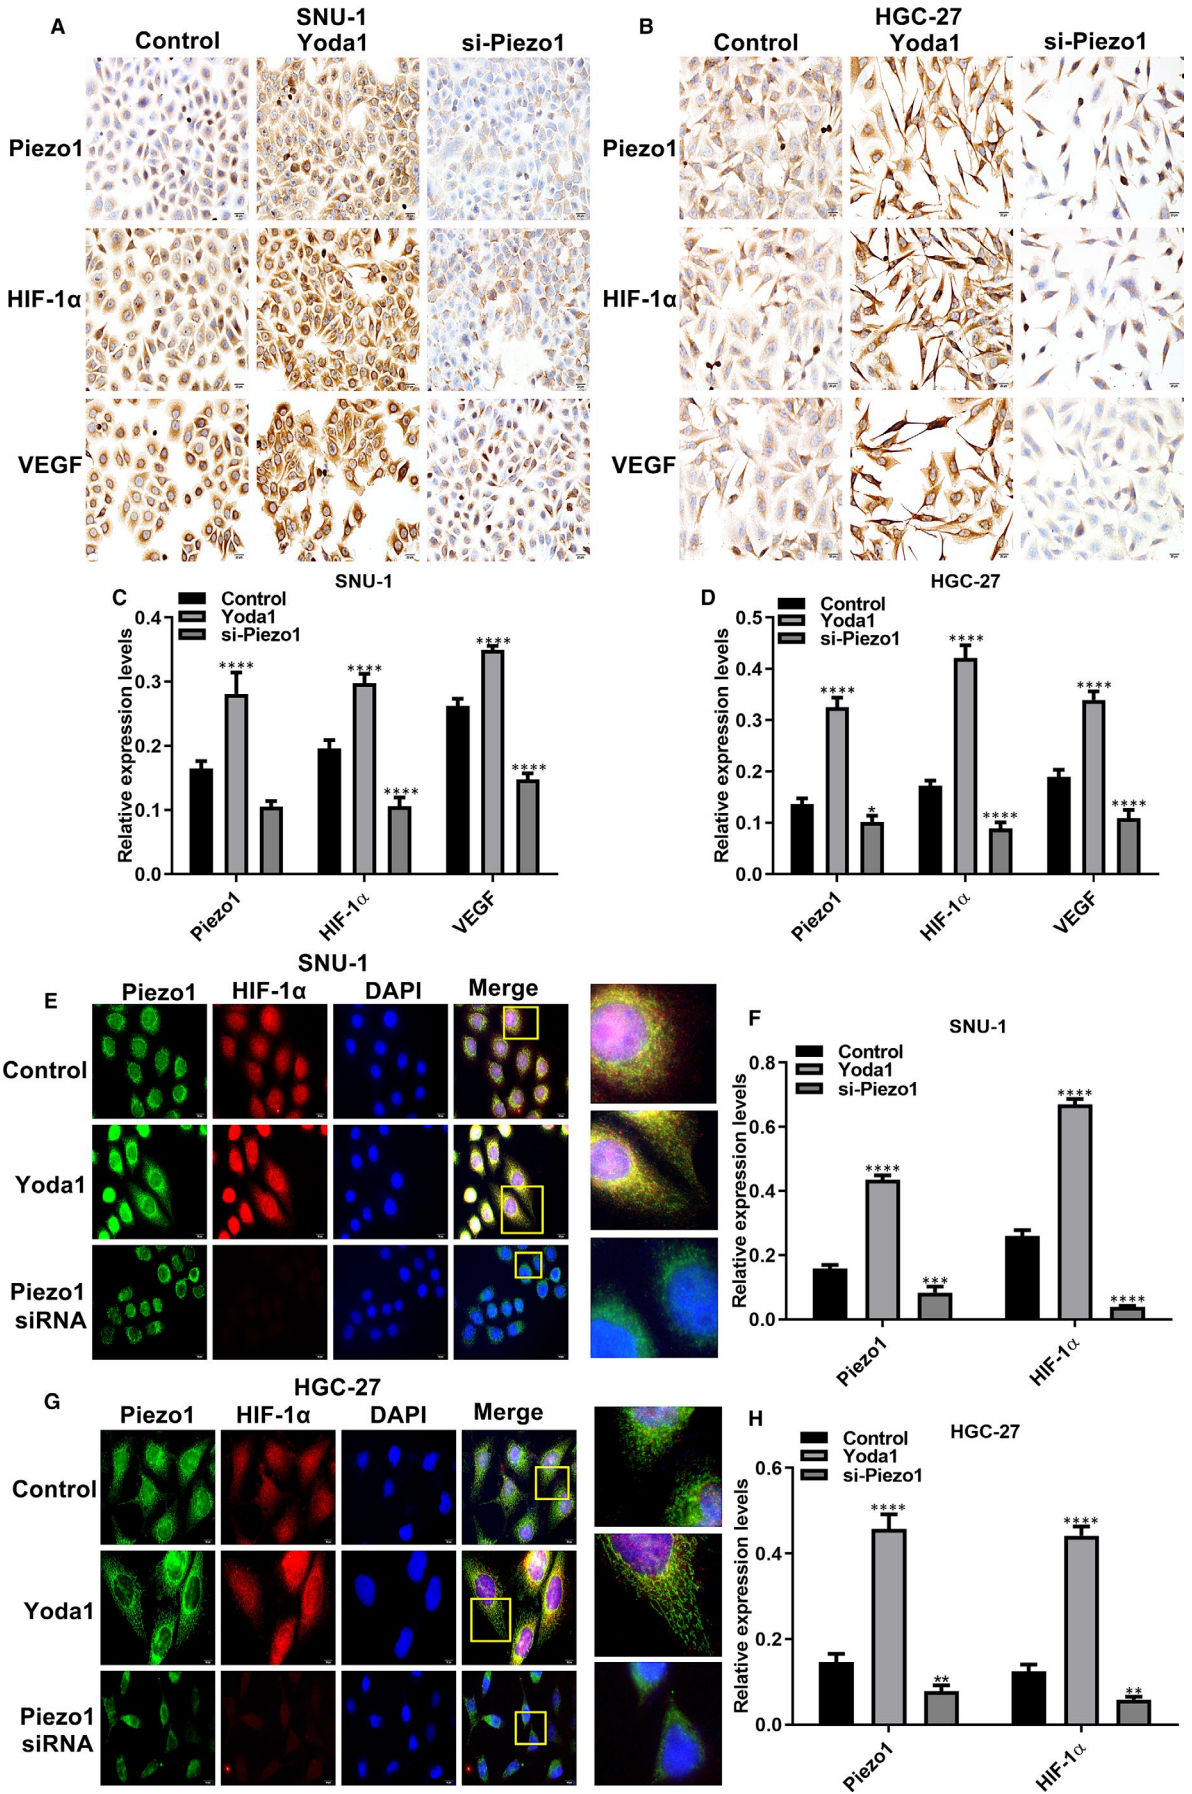 A
SNU-1
Control Yoda1 si-Piezo1
Piezo1
HIF-1α
VEGF
B
HGC-27
Control Yoda1 si-Piezo1
Piezo1
HIF-1α
VEGF
C
SNU-1
Control
Yoda1
si-Piezo1
Relative expression levels
0.4
0.3
0.2
0.1
0.0
****
****
****
****
****
Piezo1
HIF-1α
VEGF
D
HGC-27
Control
Yoda1
si-Piezo1
Relative expression levels
0.5
0.4
0.3
0.2
0.1
0.0
****
*
****
****
****
****
Piezo1
HIF-1α
VEGF
E
SNU-1
Piezo1 HIF-1α DAPI Merge
Control
Yoda1
Piezo1
siRNA
F
SNU-1
Control
Yoda1
si-Piezo1
Relative expression levels
0.8
0.6
0.4
0.2
0.0
****
***
****
****
Piezo1
HIF-1α
G
HGC-27
Piezo1 HIF-1α DAPI Merge
Control
Yoda1
Piezo1
siRNA
H
HGC-27
Control
Yoda1
si-Piezo1
Relative expression levels
0.6
0.4
0.2
0.0
****
**
****
**
Piezo1
HIF-1α